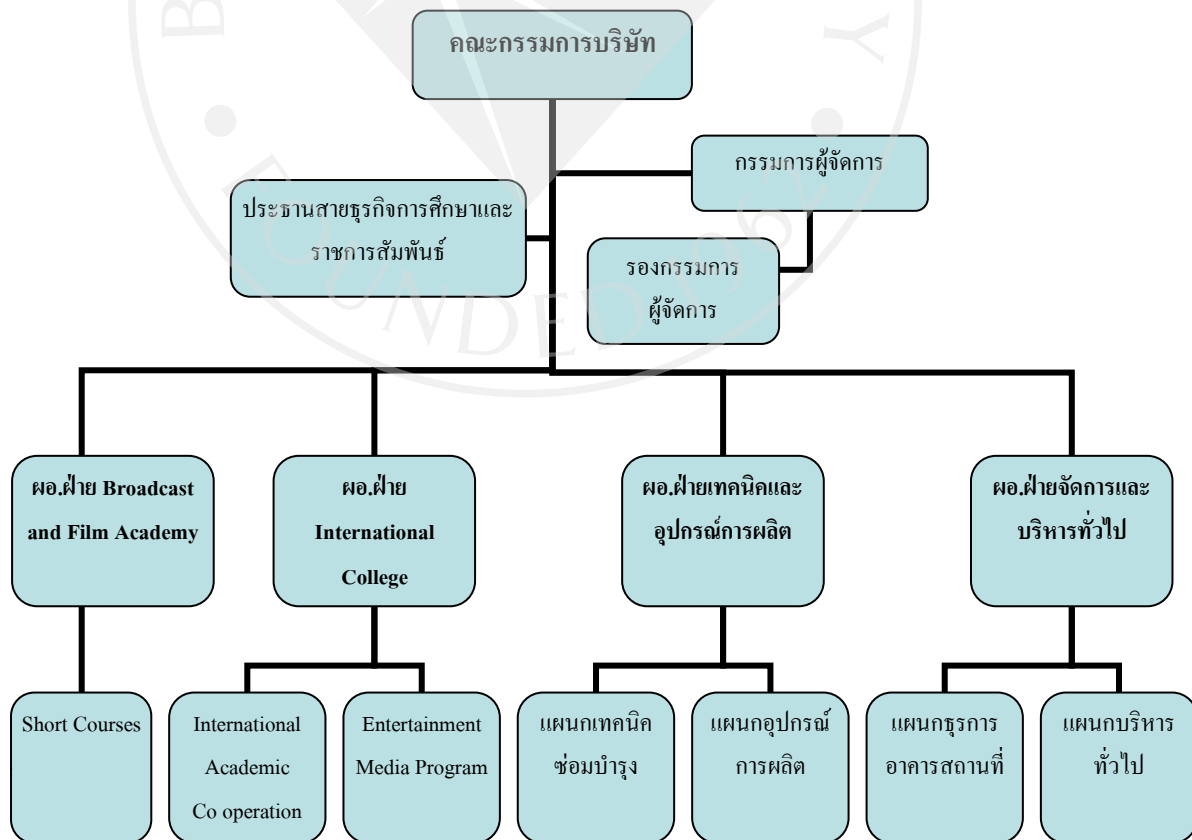 คณะกรรมการบริษัท
กรรมการผู้จัดการ
ประธานสายธุรกิจการศึกษาและ
ราชการสัมพันธ์
รองกรรมการ
ผู้จัดการ
ผอ.ฝ่าย Broadcast
and Film Academy
ผอ.ฝ่าย
International
College
ผอ.ฝ่ายเทคนิคและ
อุปกรณ์การผลิต
ผอ.ฝ่ายจัดการและ
บริหารทั่วไป
Short Courses
International
Academic
Co operation
Entertainment
Media Program
แผนกเทคนิค
ซ่อมบำรุง
แผนกอุปกรณ์
การผลิต
แผนกธุรการ
อาคารสถานที่
แผนกบริหาร
ทั่วไป
B
Y
FOUNDED 1962